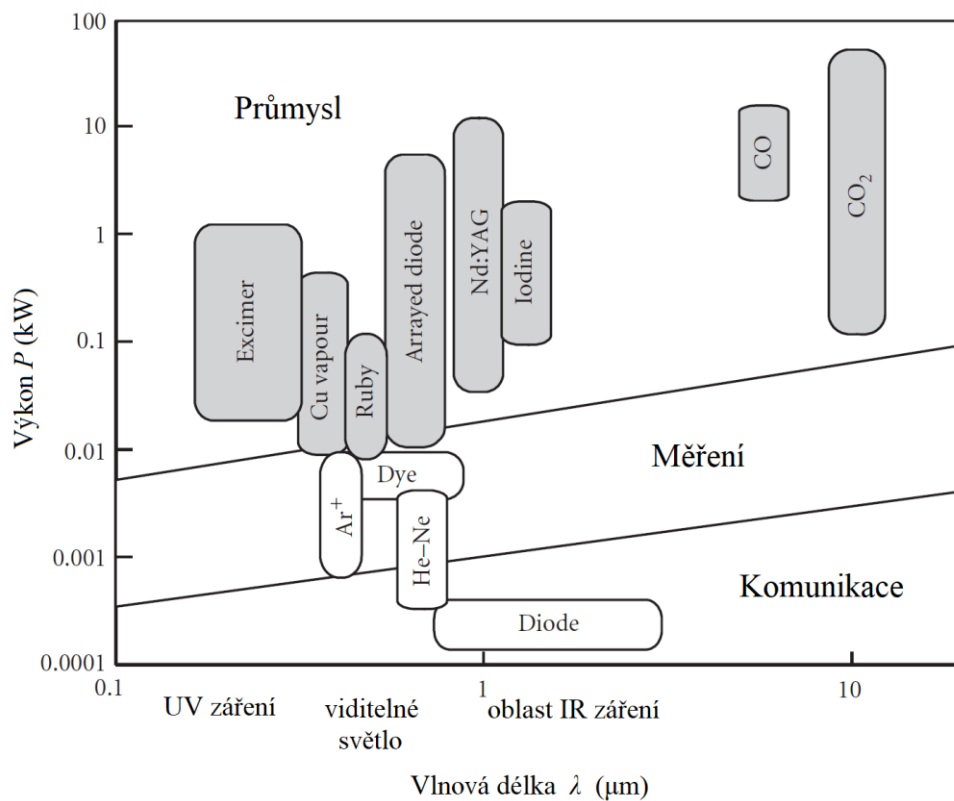 100
10
1
0.1
0.01
0.001
0.0001
Výkon P (kW)
Průmysl
Měření
Komunikace
Excimer
Cu vapour
Ruby
Arrayed diode
Nd:YAG
Iodine
CO
CO₂
Ar⁺
Dye
He–Ne
Diode
0.1
1
10
UV záření
viditelné
světlo
oblast IR záření
Vlnová délka λ (μm)